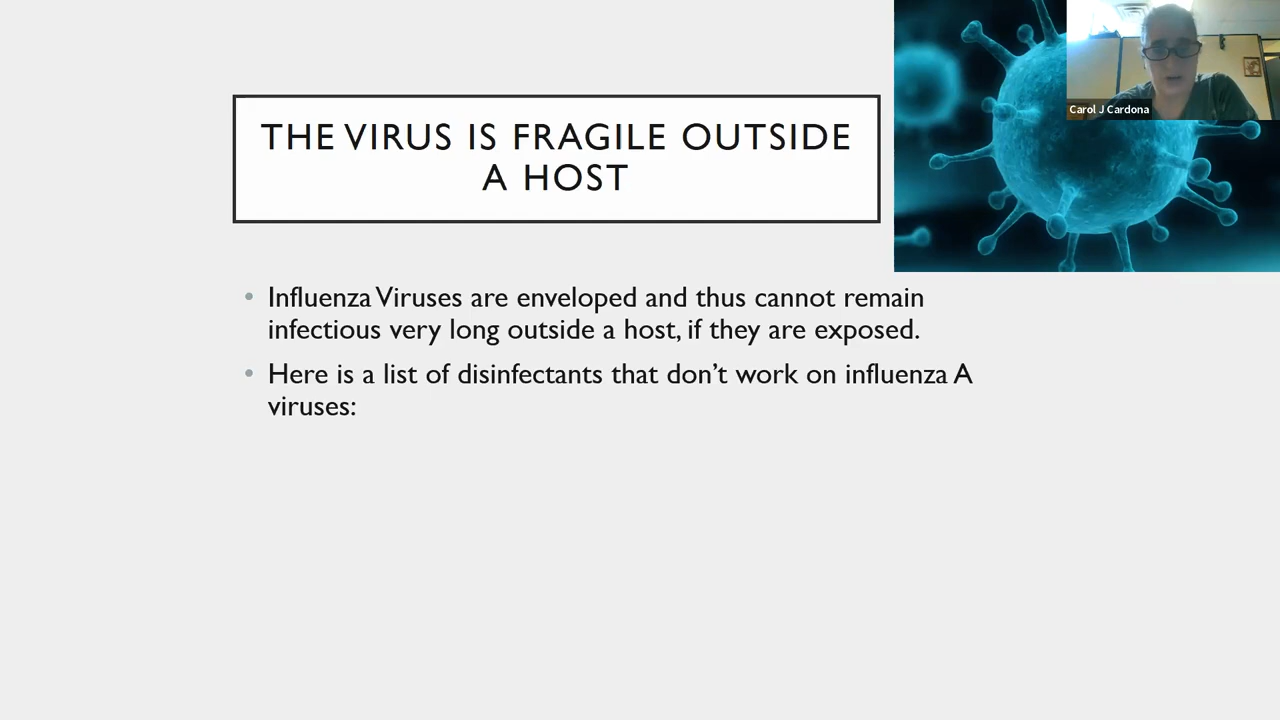 THE VIRUS IS FRAGILE OUTSIDE
A HOST
Carol J Cardona
• Influenza Viruses are enveloped and thus cannot remain
infectious very long outside a host, if they are exposed.
• Here is a list of disinfectants that don't work on influenza A
viruses: